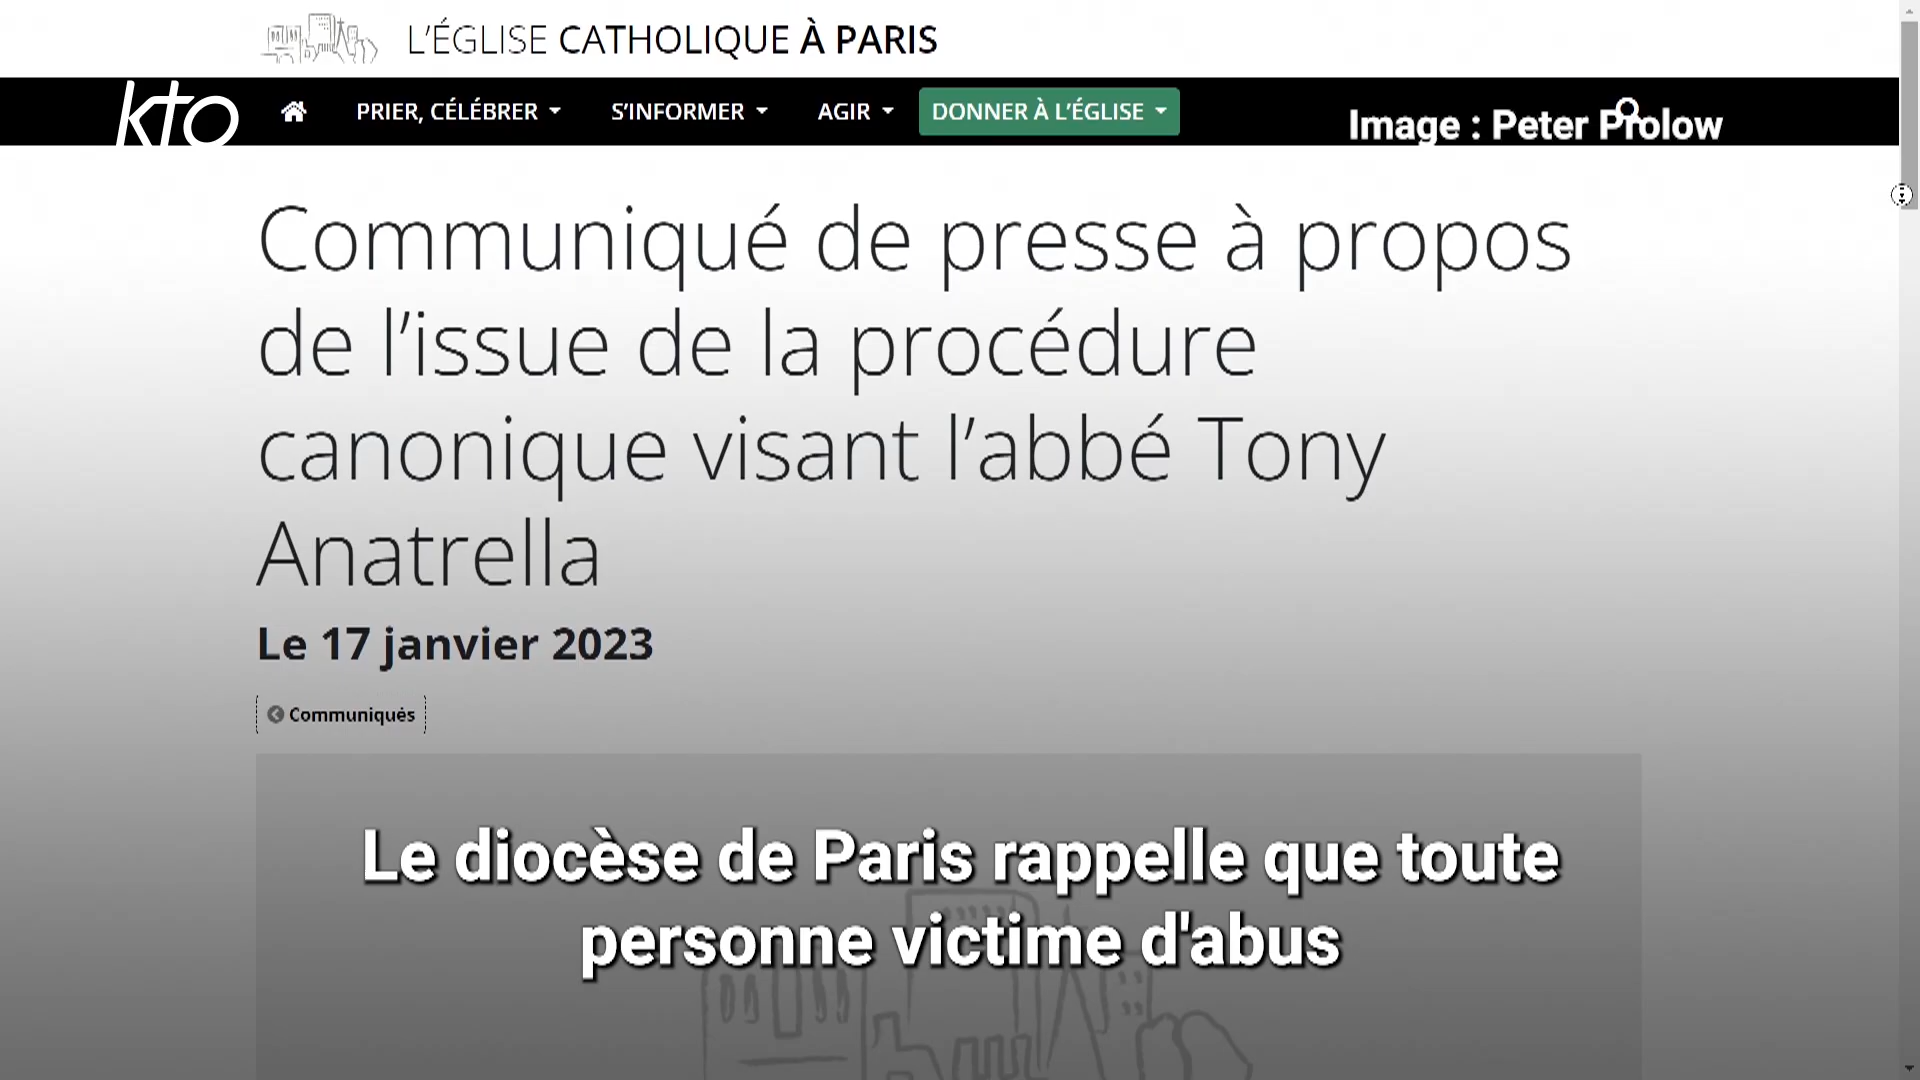 L'ÉGLISE CATHOLIQUE À PARIS
kto
PRIER, CÉLÉBRER
S'INFORMER
AGIR
DONNER À L'ÉGLISE
Image : Peter Prolow
Communiqué de presse à propos
de l'issue de la procédure
canonique visant l'abbé Tony
Anatrella
Le 17 janvier 2023
Communiqués
Le diocèse de Paris rappelle que toute
personne victime d'abus